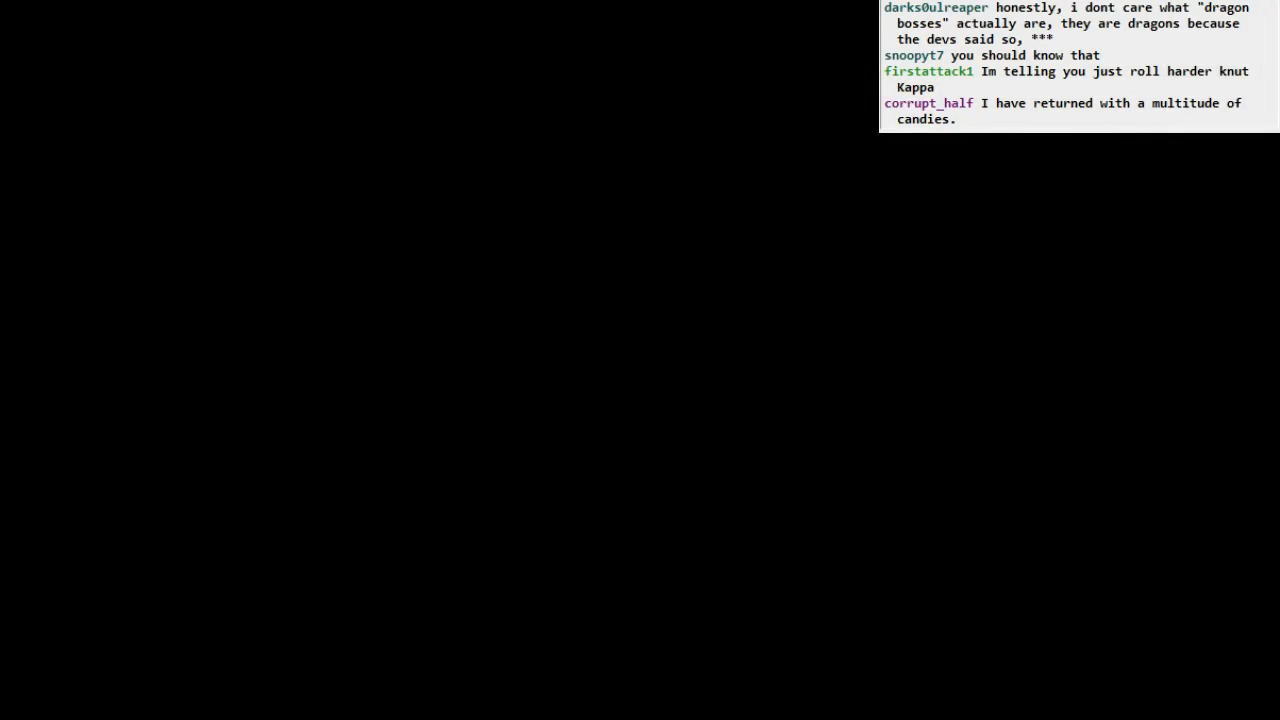 darks0ulreaper honestly, i dont care what "dragon
bosses" actually are, they are dragons because
the devs said so, ***
snoopyt7 you should know that
firstattack1 Im telling you just roll harder knut
Kappa
corrupt_half I have returned with a multitude of
candies.